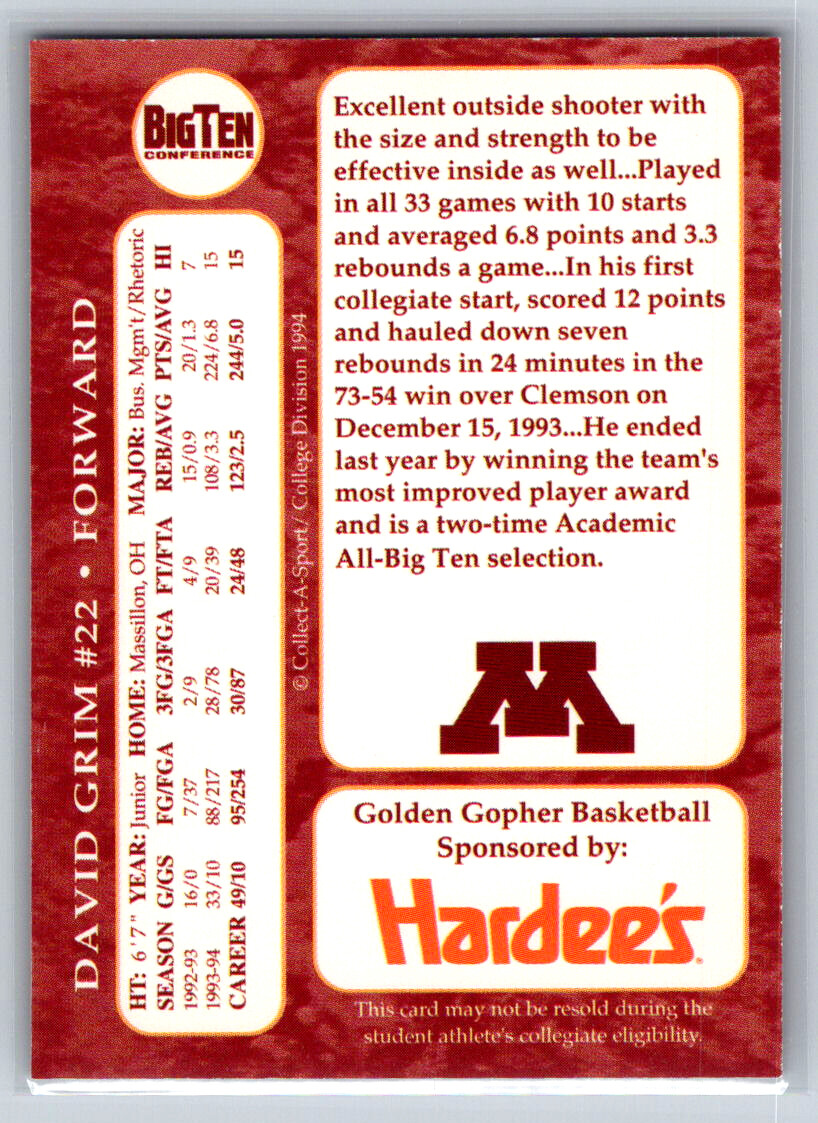 BIG TEN
CONFERENCE
DAVID GRIM #22 • FORWARD
HT: 6'7" YEAR: Junior HOME: Massillon, OH MAJOR: Bus. Mgm't/Rhetoric
SEASON G/GS FG/FGA 3FG/3FGA FT/FTA REB/AVG PTS/AVG HI
1992-93 16/0 7/37 2/9 4/9 15/0.9 20/1.3 7
1993-94 33/10 88/217 28/78 20/39 108/3.3 224/6.8 15
CAREER 49/10 95/254 30/87 24/48 123/2.5 244/5.0 15
© Collect-A-Sport/ College Division 1994
Excellent outside shooter with
the size and strength to be
effective inside as well...Played
in all 33 games with 10 starts
and averaged 6.8 points and 3.3
rebounds a game...In his first
collegiate start, scored 12 points
and hauled down seven
rebounds in 24 minutes in the
73-54 win over Clemson on
December 15, 1993...He ended
last year by winning the team's
most improved player award
and is a two-time Academic
All-Big Ten selection.
M
Golden Gopher Basketball
Sponsored by:
Hardee's®
This card may not be resold during the
student athlete's collegiate eligibility.